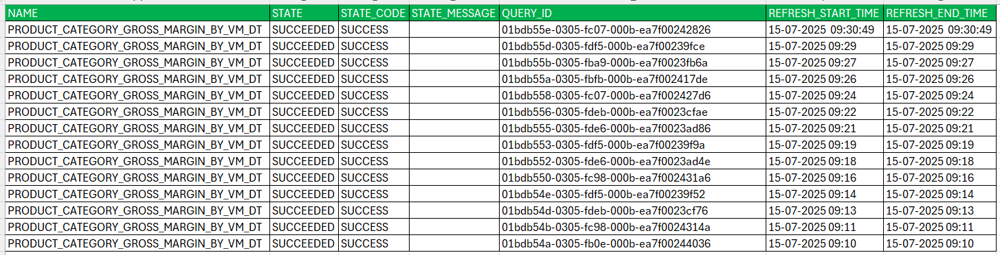 NAME STATE STATE_CODE STATE_MESSAGE QUERY_ID REFRESH_START_TIME REFRESH_END_TIME
PRODUCT_CATEGORY_GROSS_MARGIN_BY_VM_DT SUCCEEDED SUCCESS 01bdb55e-0305-fc07-000b-ea7f00242826 15-07-2025 09:30:49 15-07-2025 09:30:49
PRODUCT_CATEGORY_GROSS_MARGIN_BY_VM_DT SUCCEEDED SUCCESS 01bdb55d-0305-fdf5-000b-ea7f00239fce 15-07-2025 09:29 15-07-2025 09:29
PRODUCT_CATEGORY_GROSS_MARGIN_BY_VM_DT SUCCEEDED SUCCESS 01bdb55b-0305-fba9-000b-ea7f0023fb6a 15-07-2025 09:27 15-07-2025 09:27
PRODUCT_CATEGORY_GROSS_MARGIN_BY_VM_DT SUCCEEDED SUCCESS 01bdb55a-0305-fbfb-000b-ea7f002417de 15-07-2025 09:26 15-07-2025 09:26
PRODUCT_CATEGORY_GROSS_MARGIN_BY_VM_DT SUCCEEDED SUCCESS 01bdb558-0305-fc07-000b-ea7f002427d6 15-07-2025 09:24 15-07-2025 09:24
PRODUCT_CATEGORY_GROSS_MARGIN_BY_VM_DT SUCCEEDED SUCCESS 01bdb556-0305-fdeb-000b-ea7f0023cfae 15-07-2025 09:22 15-07-2025 09:22
PRODUCT_CATEGORY_GROSS_MARGIN_BY_VM_DT SUCCEEDED SUCCESS 01bdb555-0305-fde6-000b-ea7f0023ad86 15-07-2025 09:21 15-07-2025 09:21
PRODUCT_CATEGORY_GROSS_MARGIN_BY_VM_DT SUCCEEDED SUCCESS 01bdb553-0305-fdf5-000b-ea7f00239f9a 15-07-2025 09:19 15-07-2025 09:19
PRODUCT_CATEGORY_GROSS_MARGIN_BY_VM_DT SUCCEEDED SUCCESS 01bdb552-0305-fde6-000b-ea7f0023ad4e 15-07-2025 09:18 15-07-2025 09:18
PRODUCT_CATEGORY_GROSS_MARGIN_BY_VM_DT SUCCEEDED SUCCESS 01bdb550-0305-fc98-000b-ea7f002431a6 15-07-2025 09:16 15-07-2025 09:16
PRODUCT_CATEGORY_GROSS_MARGIN_BY_VM_DT SUCCEEDED SUCCESS 01bdb54e-0305-fdf5-000b-ea7f00239f52 15-07-2025 09:14 15-07-2025 09:14
PRODUCT_CATEGORY_GROSS_MARGIN_BY_VM_DT SUCCEEDED SUCCESS 01bdb54d-0305-fdeb-000b-ea7f0023cf76 15-07-2025 09:13 15-07-2025 09:13
PRODUCT_CATEGORY_GROSS_MARGIN_BY_VM_DT SUCCEEDED SUCCESS 01bdb54b-0305-fc98-000b-ea7f0024314a 15-07-2025 09:11 15-07-2025 09:11
PRODUCT_CATEGORY_GROSS_MARGIN_BY_VM_DT SUCCEEDED SUCCESS 01bdb54a-0305-fb0e-000b-ea7f00244036 15-07-2025 09:10 15-07-2025 09:10